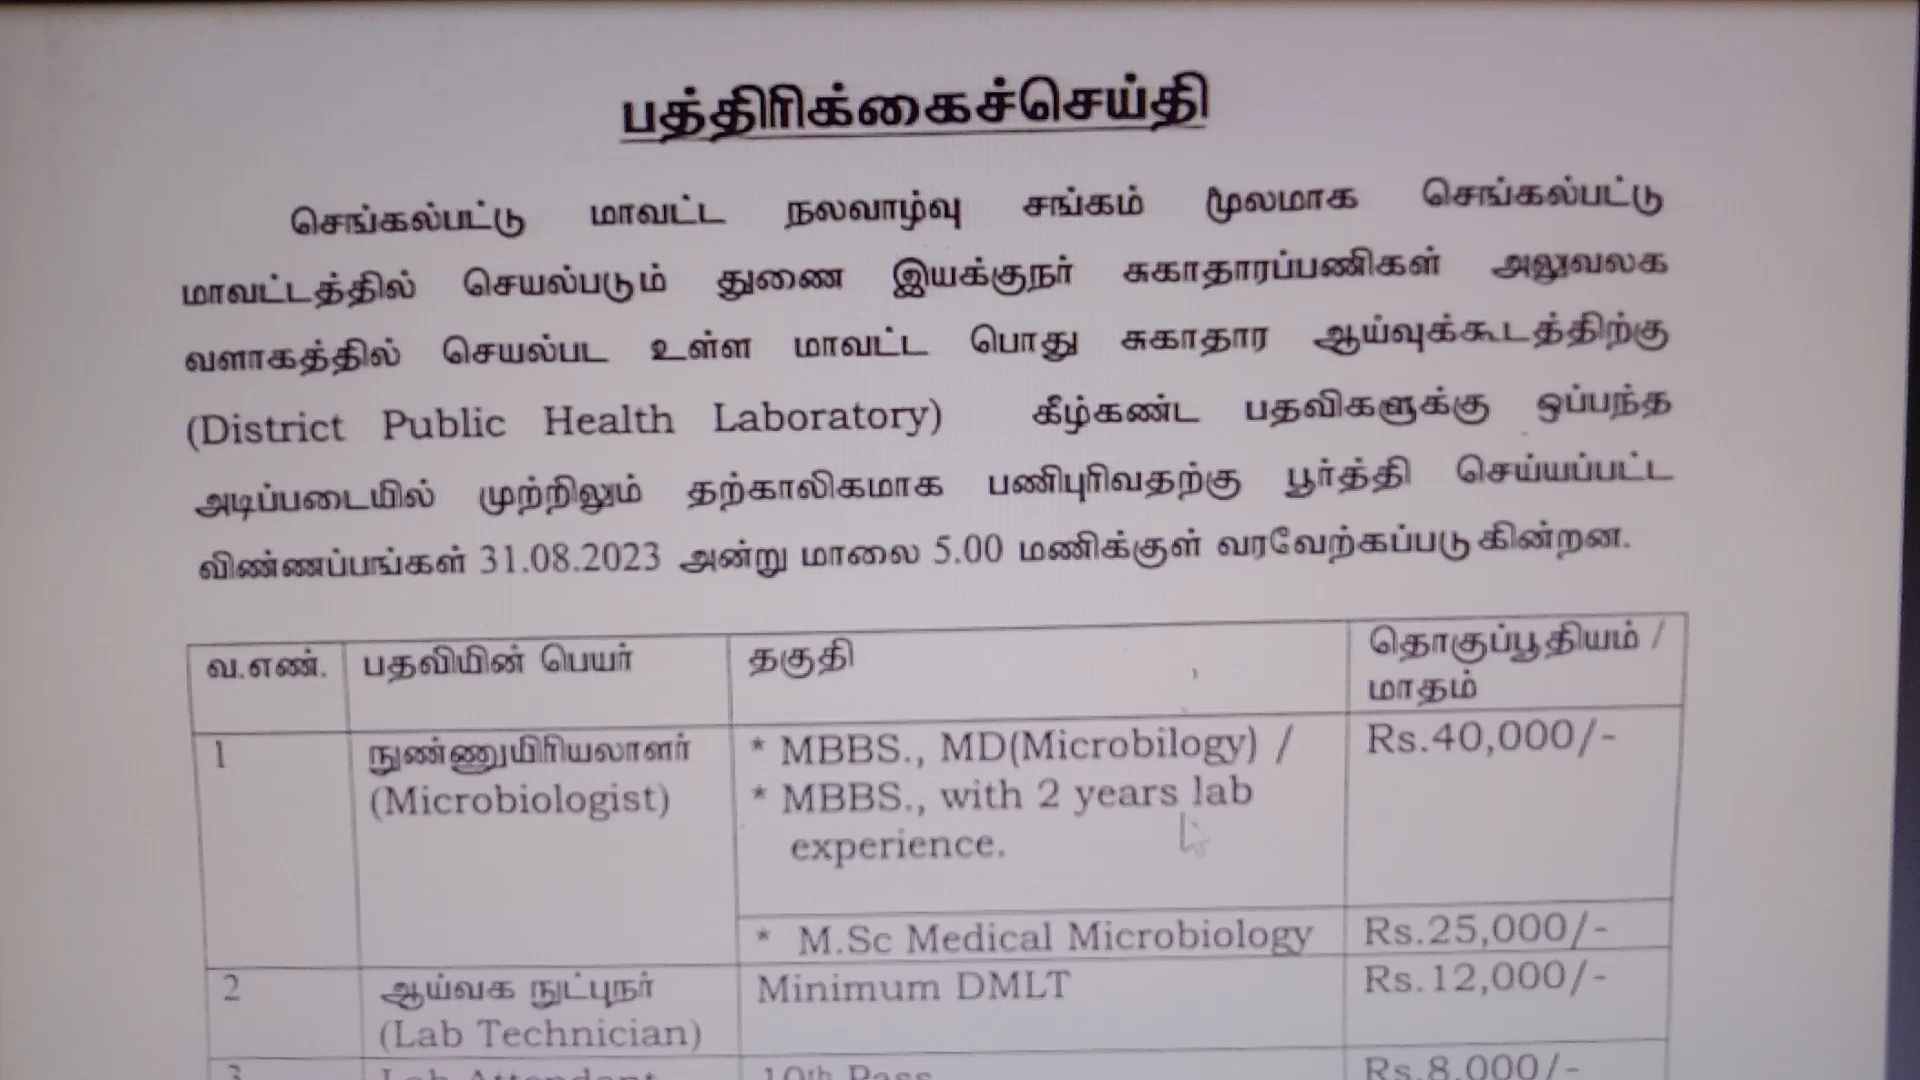 பத்திரிக்கைச்செய்தி
செங்கல்பட்டு மாவட்ட நலவாழ்வு சங்கம் மூலமாக செங்கல்பட்டு
மாவட்டத்தில் செயல்படும் துணை இயக்குநர் சுகாதாரப்பணிகள் அலுவலக
வளாகத்தில் செயல்பட உள்ள மாவட்ட பொது சுகாதார ஆய்வுக்கூடத்திற்கு
(District Public Health Laboratory) கீழ்கண்ட பதவிகளுக்கு ஒப்பந்த
அடிப்படையில் முற்றிலும் தற்காலிகமாக பணிபுரிவதற்கு பூர்த்தி செய்யப்பட்ட
விண்ணப்பங்கள் 31.08.2023 அன்று மாலை 5.00 மணிக்குள் வரவேற்கப்படுகின்றன.
வ.எண். பதவியின் பெயர் தகுதி தொகுப்பூதியம் /
மாதம்
1 நுண்ணுயிரியலாளர் * MBBS., MD(Microbilogy) / Rs.40,000/-
(Microbiologist) * MBBS., with 2 years lab
experience.
* M.Sc Medical Microbiology Rs.25,000/-
2 ஆய்வக நுட்புநர் Minimum DMLT Rs.12,000/-
(Lab Technician)
3 Lab Attendant 10th Pass Rs.8,000/-